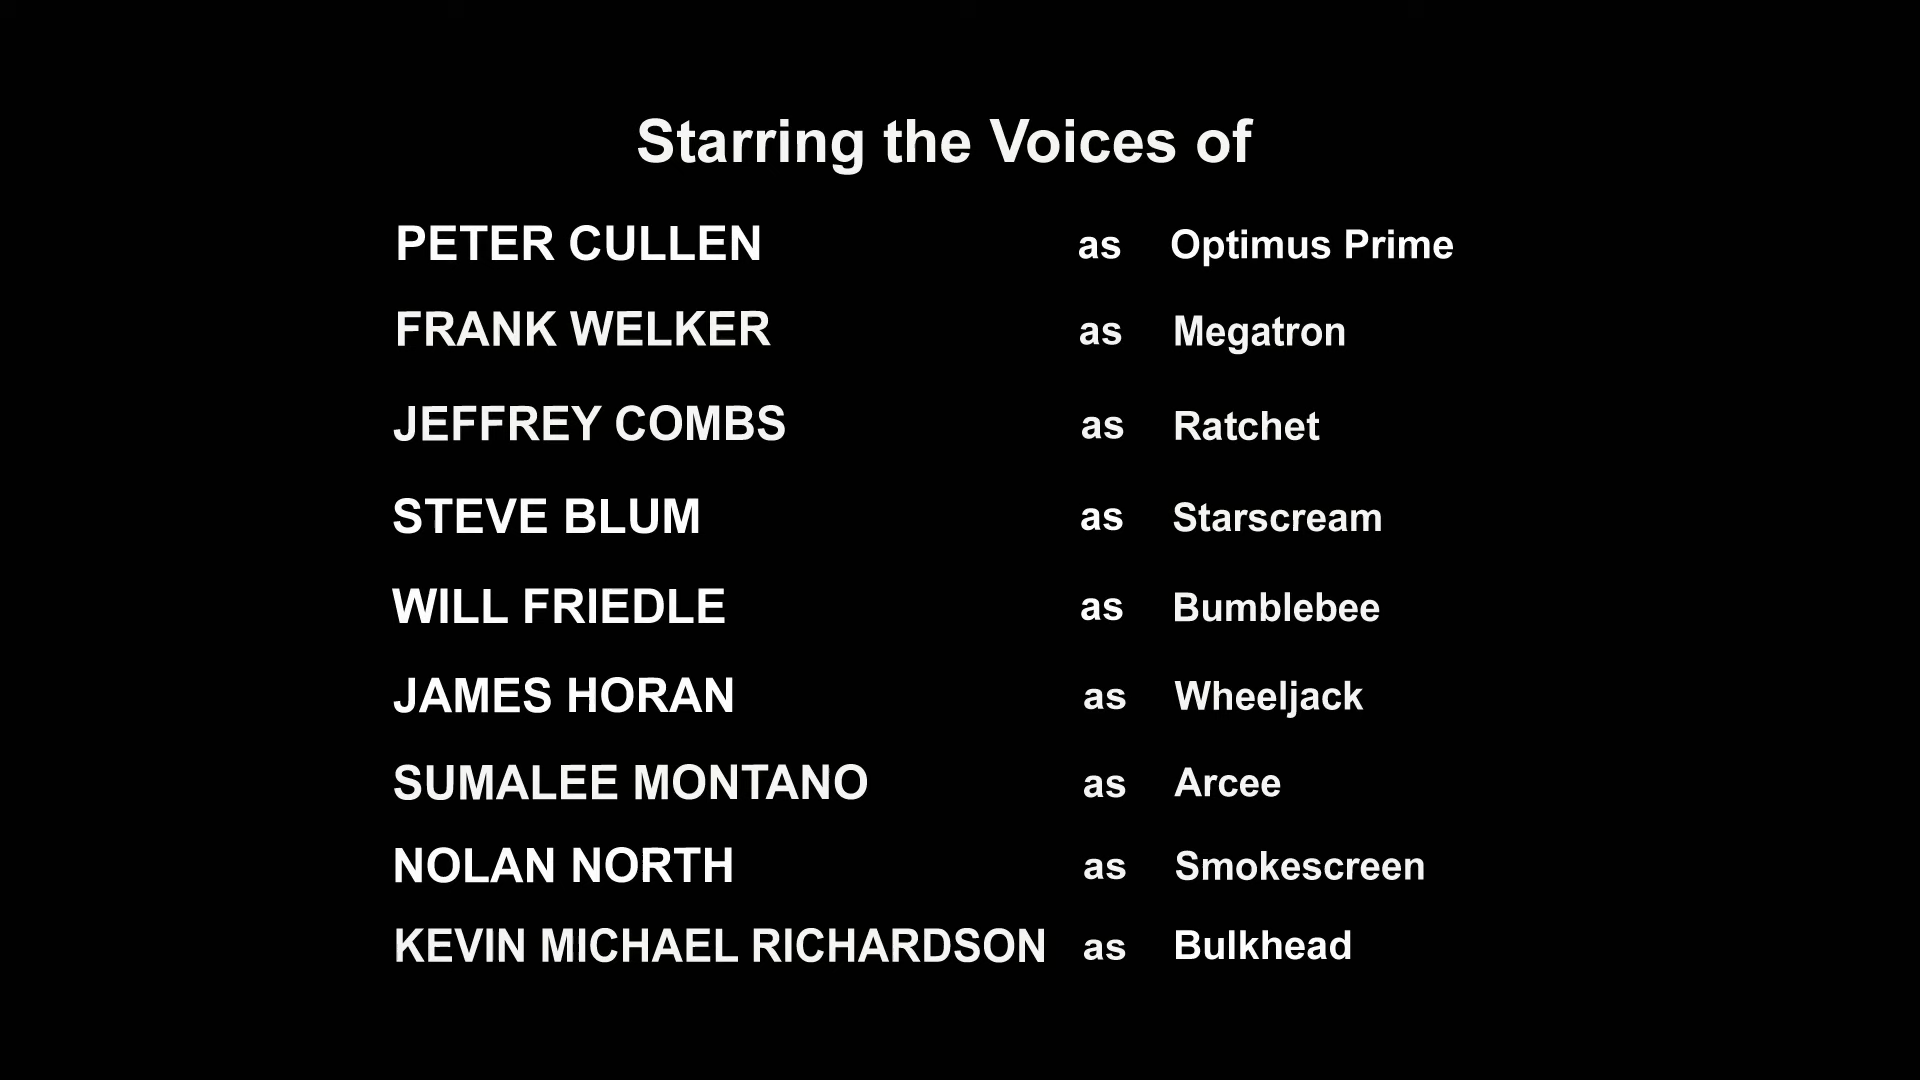 Starring the Voices of
PETER CULLEN as Optimus Prime
FRANK WELKER as Megatron
JEFFREY COMBS as Ratchet
STEVE BLUM as Starscream
WILL FRIEDLE as Bumblebee
JAMES HORAN as Wheeljack
SUMALEE MONTANO as Arcee
NOLAN NORTH as Smokescreen
KEVIN MICHAEL RICHARDSON as Bulkhead